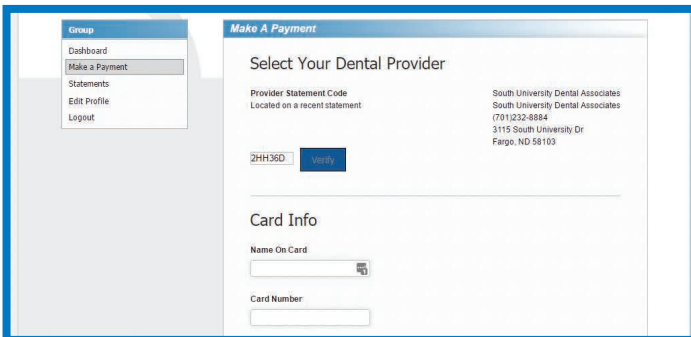 Group
Dashboard
Make a Payment
Statements
Edit Profile
Logout
Make A Payment
Select Your Dental Provider
Provider Statement Code
Located on a recent statement
South University Dental Associates
South University Dental Associates
(701)232-8884
3115 South University Dr
Fargo, ND 58103
2HH36D
Verify
Card Info
Name On Card
Card Number